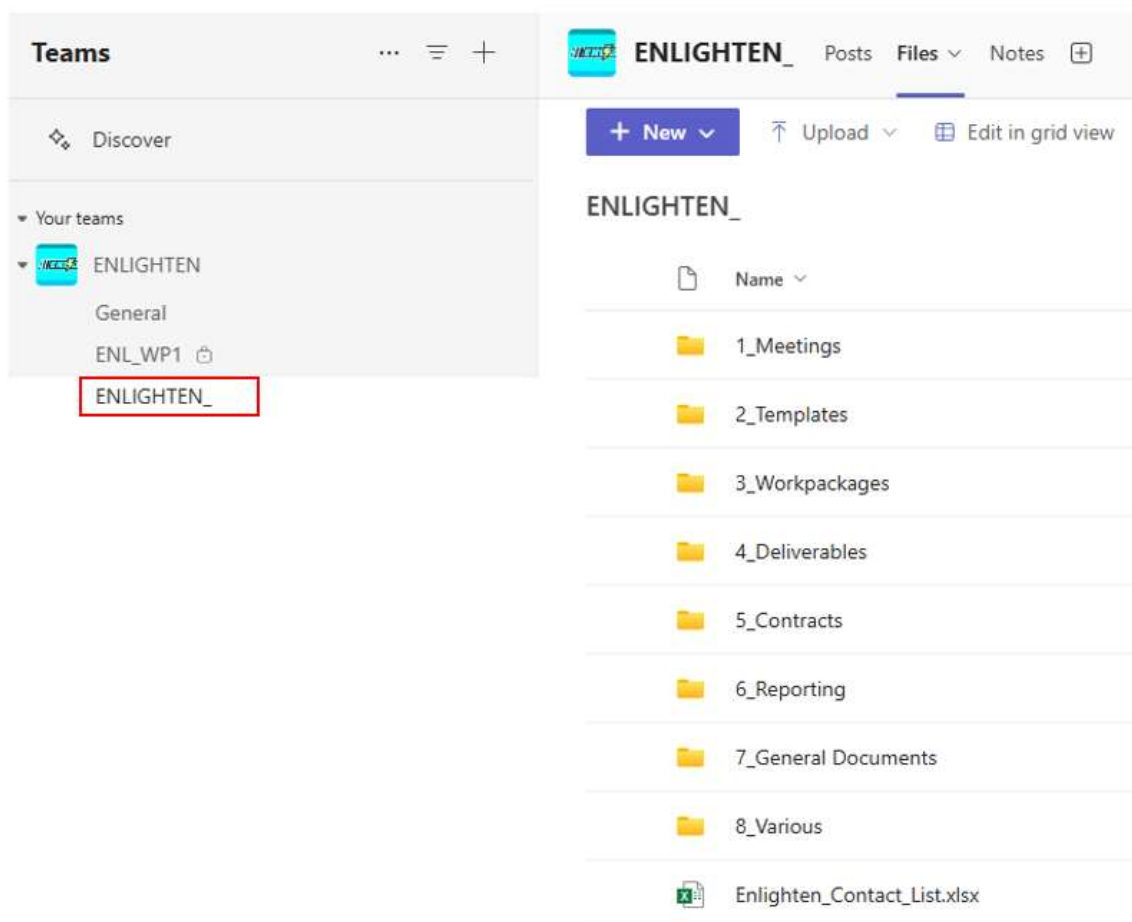 Teams
Discover
Your teams
ENLIGHTEN
General
ENL_WP1
ENLIGHTEN_
ENLIGHTEN_ Posts Files Notes
New Upload Edit in grid view
ENLIGHTEN_
Name
1_Meetings
2_Templates
3_Workpackages
4_Deliverables
5_Contracts
6_Reporting
7_General Documents
8_Various
Enlighten_Contact_List.xlsx